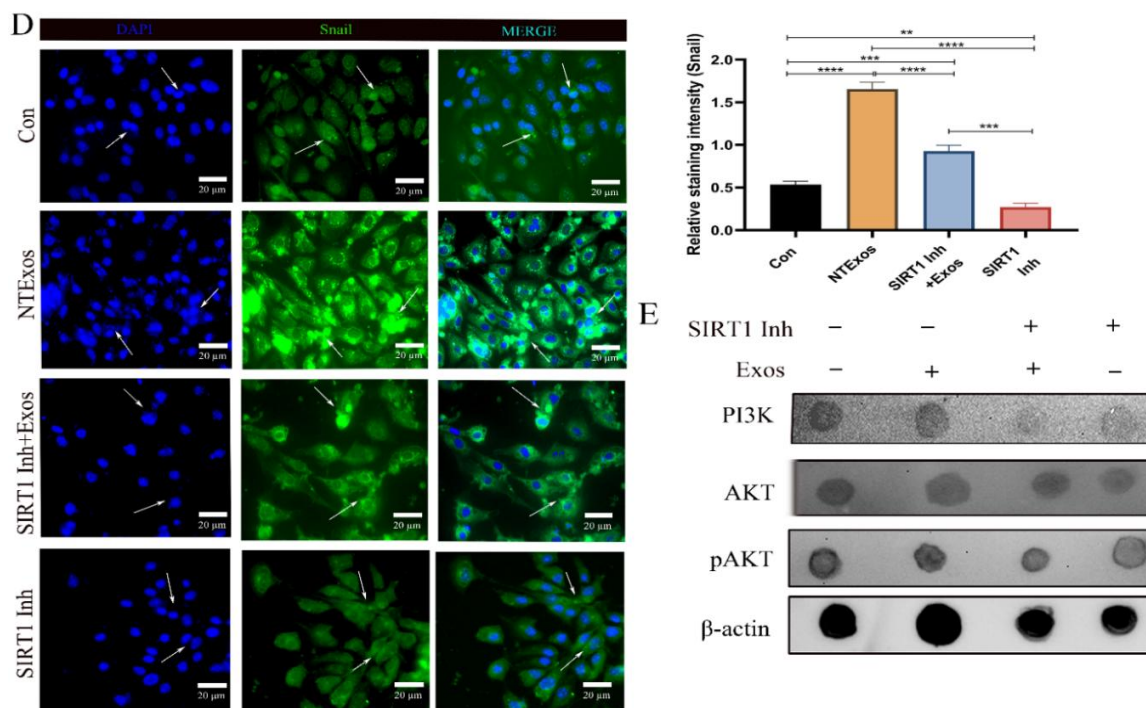 D
DAPI Snail MERGE
Con
20 µm 20 µm 20 µm
NTExos
20 µm 20 µm 20 µm
SIRT1 Inh+Exos
20 µm 20 µm 20 µm
SIRT1 Inh
20 µm 20 µm 20 µm
Relative staining intensity (Snail)
2.0
1.5
1.0
0.5
0.0
**
****
***
**** ****
***
Con
NTExos
SIRT1 Inh
+Exos
SIRT1
Inh
E
SIRT1 Inh − − + +
Exos − + + −
PI3K
AKT
pAKT
β-actin